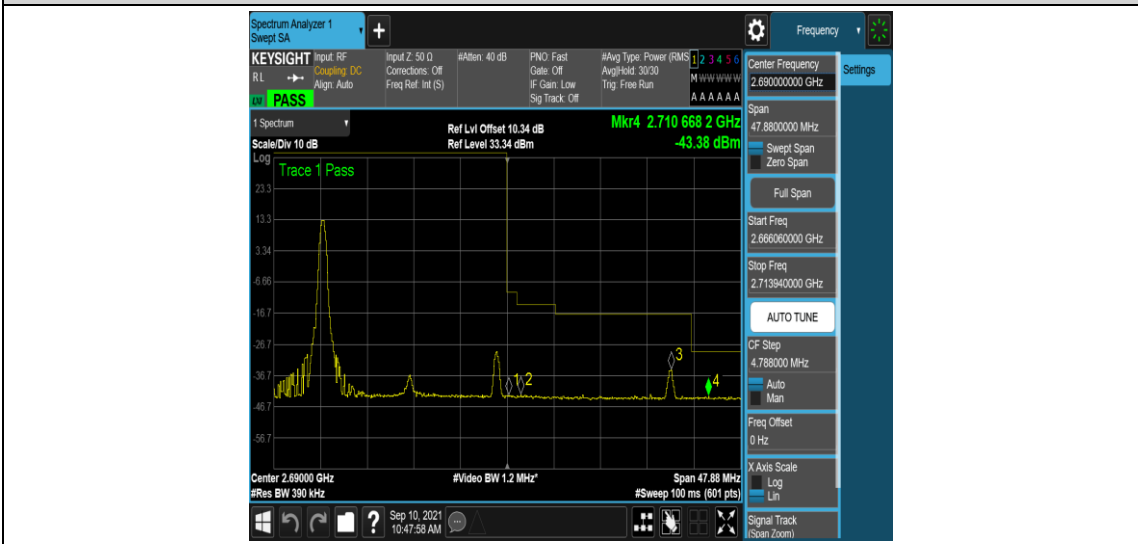 Spectrum Analyzer 1
Swept SA
+
Frequency
KEYSIGHT
RL
PASS
Input: RF
Coupling: DC
Align: Auto
Input Z: 50 Ω
Corrections: Off
Freq Ref: Int (S)
#Atten: 40 dB
PNO: Fast
Gate: Off
IF Gain: Low
Sig Track: Off
#Avg Type: Power (RMS
Avg|Hold: 30/30
Trig: Free Run
1 2 3 4 5 6
M W W W W W
A A A A A A
1 Spectrum
Scale/Div 10 dB
Ref Lvl Offset 10.34 dB
Ref Level 33.34 dBm
Mkr4 2.710 668 2 GHz
-43.38 dBm
Log
Trace 1 Pass
23.3
13.3
3.34
-6.66
-16.7
-26.7
-36.7
-46.7
-56.7
1
2
3
4
Center 2.69000 GHz
#Res BW 390 kHz
#Video BW 1.2 MHz*
Span 47.88 MHz
#Sweep 100 ms (601 pts)
?
Sep 10, 2021
10:47:58 AM
Center Frequency
2.690000000 GHz
Settings
Span
47.8800000 MHz
Swept Span
Zero Span
Full Span
Start Freq
2.666060000 GHz
Stop Freq
2.713940000 GHz
AUTO TUNE
CF Step
4.788000 MHz
Auto
Man
Freq Offset
0 Hz
X Axis Scale
Log
Lin
Signal Track
(Span Zoom)